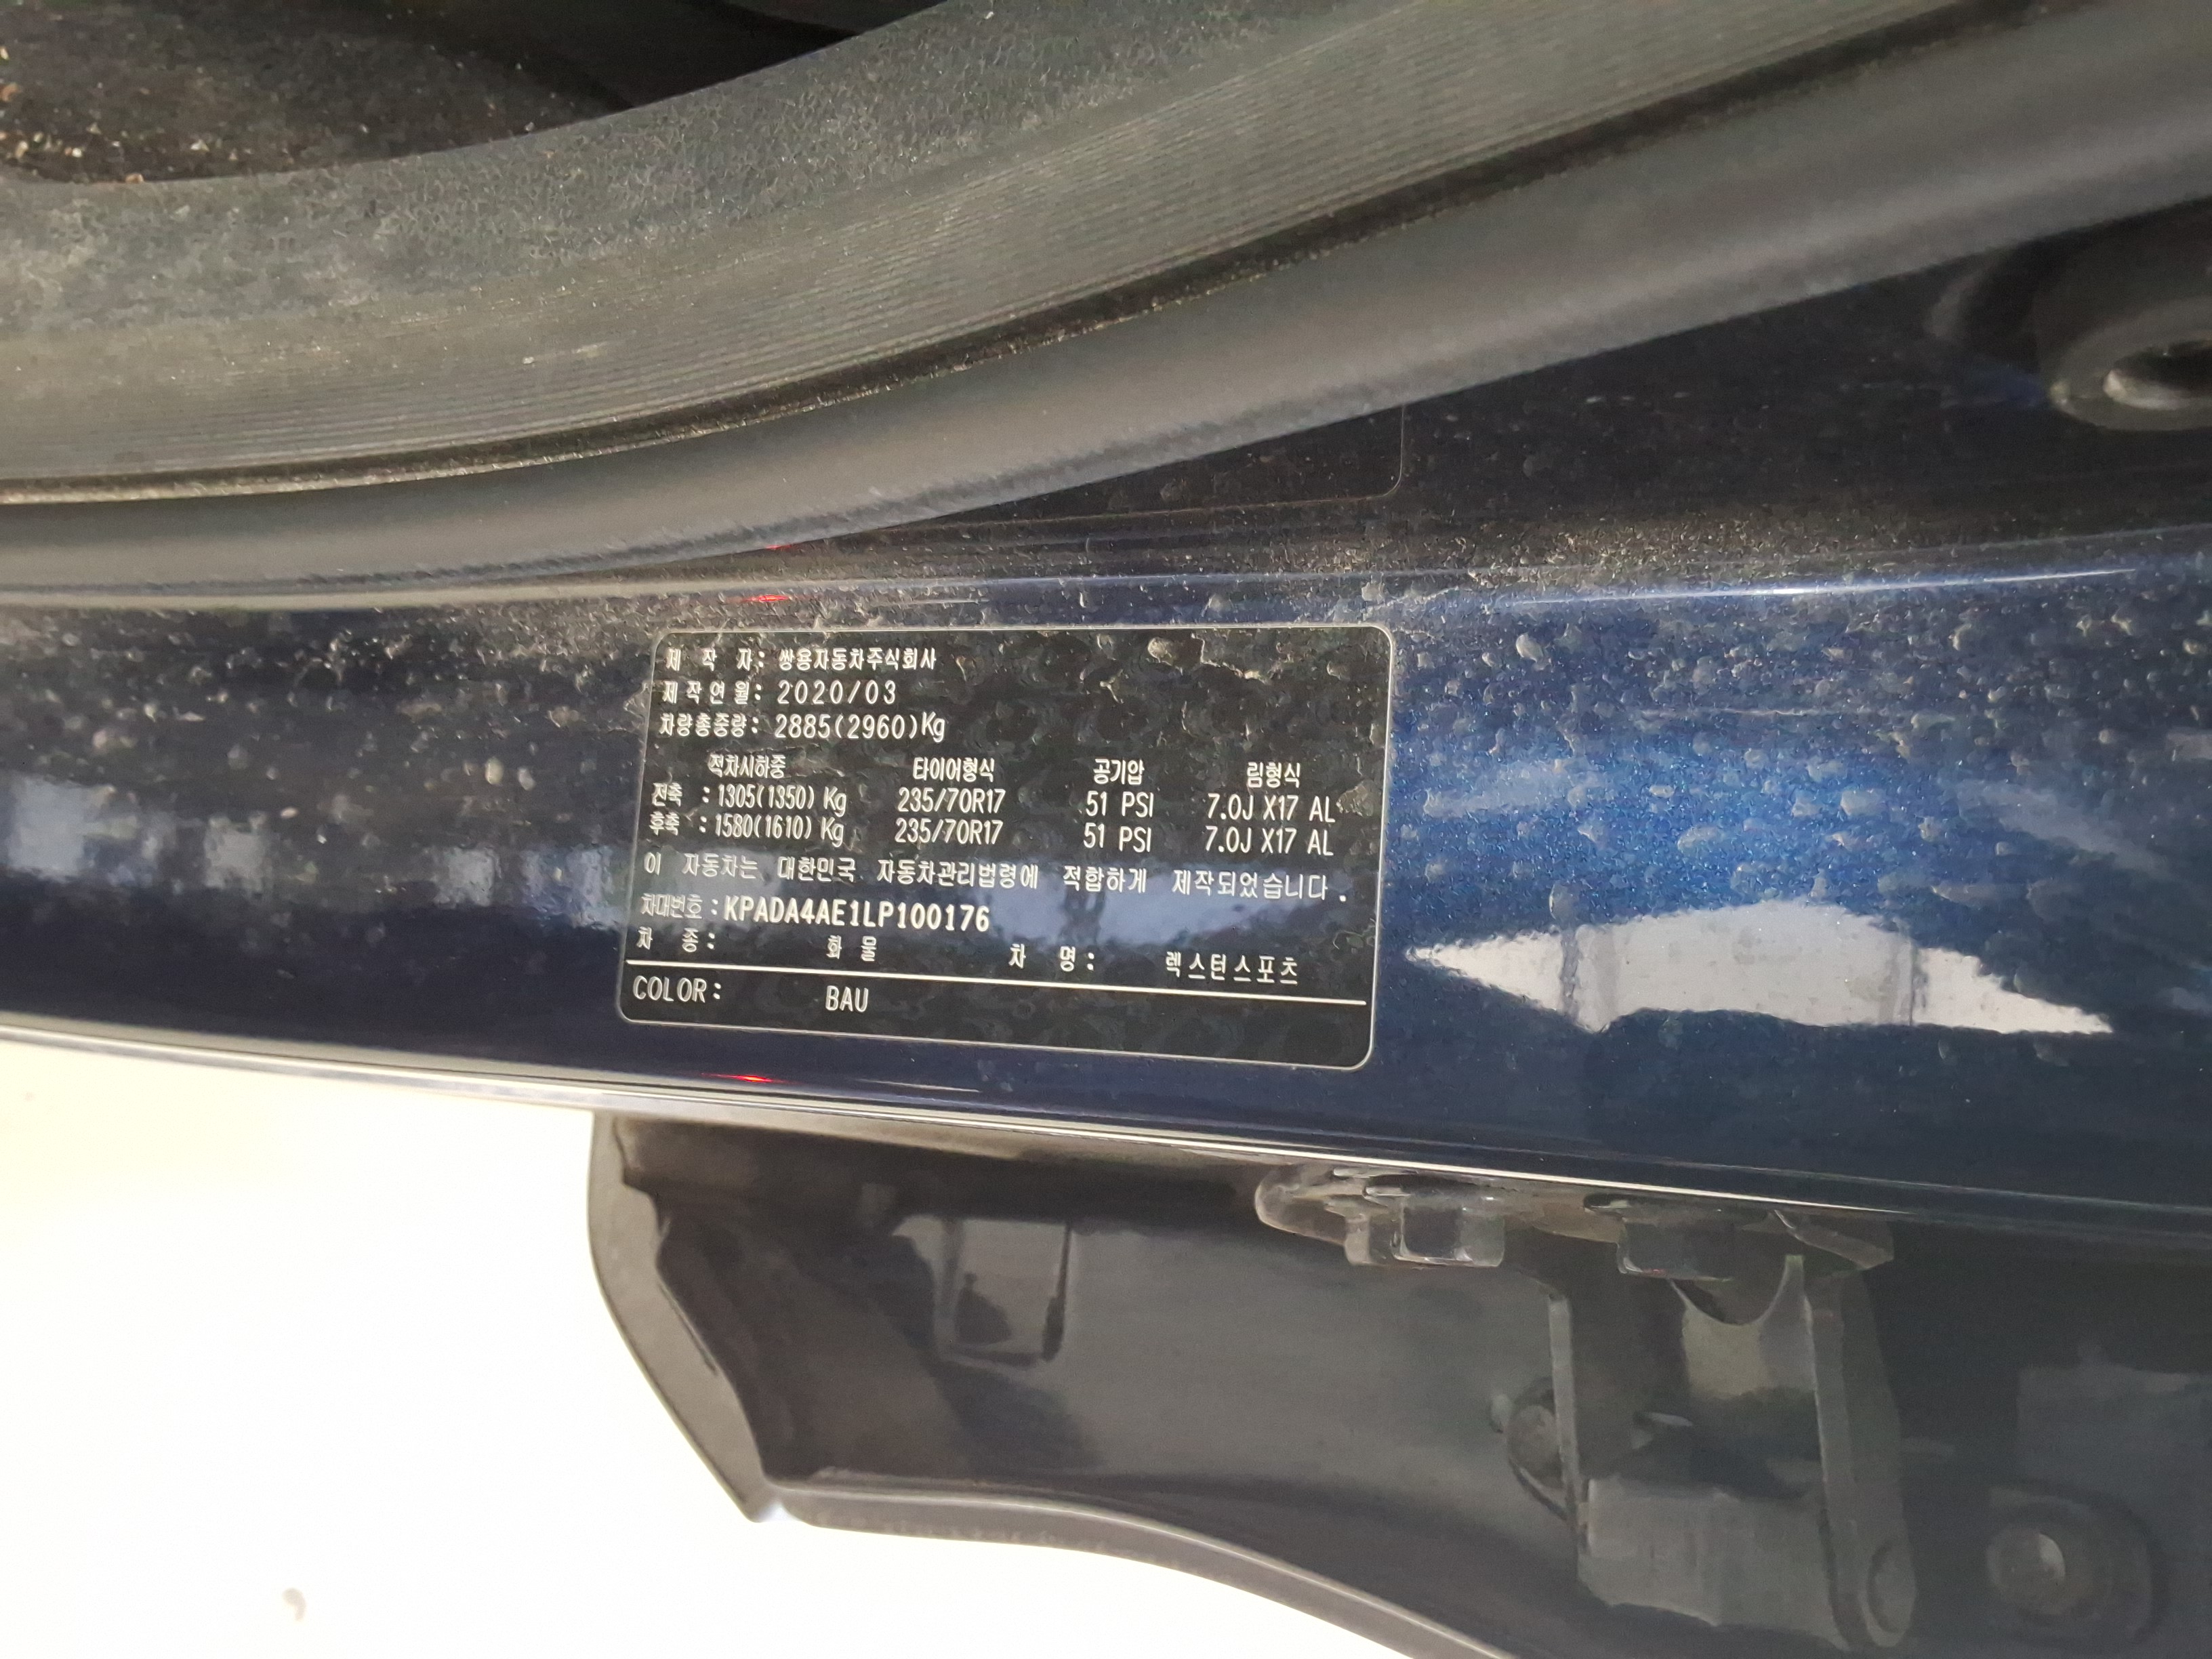 제 작 자: 쌍용자동차주식회사
제작연월: 2020/03
차량총중량: 2885(2960)Kg
적차시하중 타이어형식 공기압 림형식
전축 : 1305(1350) Kg 235/70R17 51 PSI 7.0J X17 AL
후축 : 1580(1610) Kg 235/70R17 51 PSI 7.0J X17 AL
이 자동차는 대한민국 자동차관리법령에 적합하게 제작되었습니다.
차대번호: KPADA4AE1LP100176
차 종: 화 물 차 명: 렉스턴스포츠
COLOR: BAU